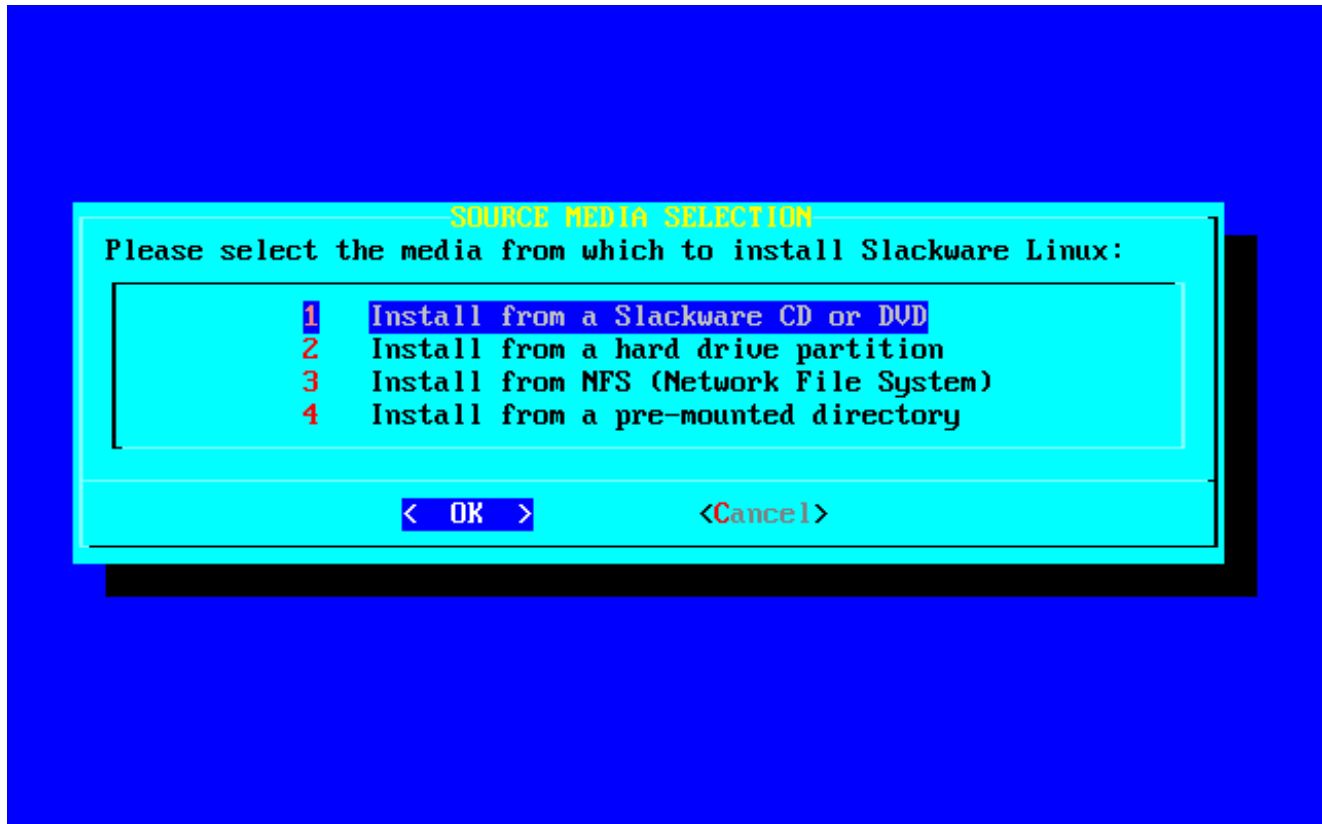 SOURCE MEDIA SELECTION
Please select the media from which to install Slackware Linux:
1 Install from a Slackware CD or DVD
2 Install from a hard drive partition
3 Install from NFS (Network File System)
4 Install from a pre-mounted directory
< OK > <Cancel>